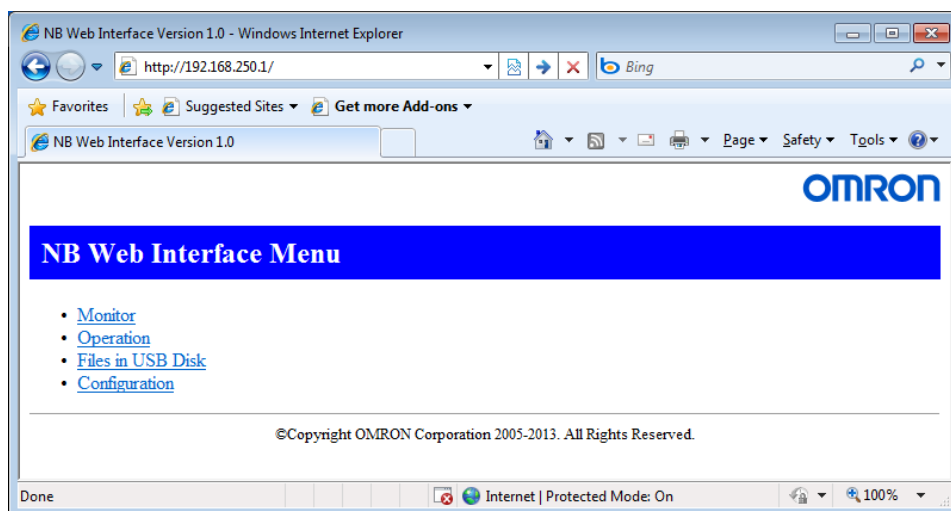 NB Web Interface Version 1.0 - Windows Internet Explorer
http://192.168.250.1/
Bing
Favorites Suggested Sites Get more Add-ons
NB Web Interface Version 1.0
Page Safety Tools
OMRON
NB Web Interface Menu
• Monitor
• Operation
• Files in USB Disk
• Configuration
©Copyright OMRON Corporation 2005-2013. All Rights Reserved.
Done Internet | Protected Mode: On 100%